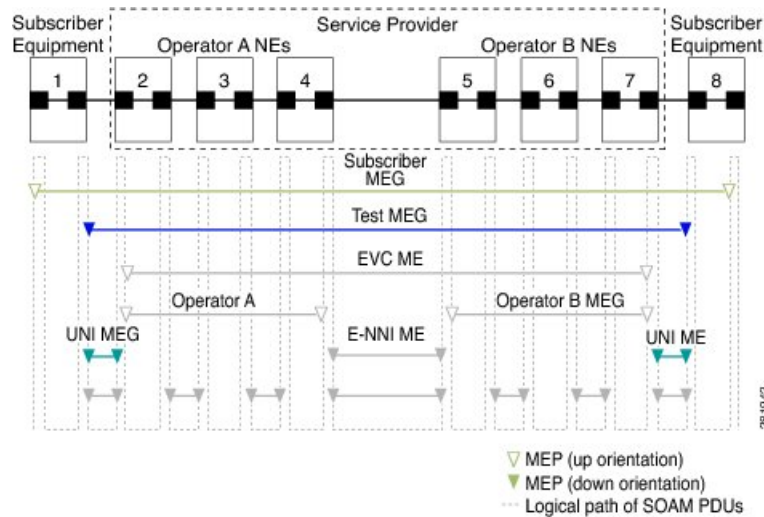 Subscriber Equipment
Service Provider
Subscriber Equipment
Operator A NEs
Operator B NEs
1
2
3
4
5
6
7
8
Subscriber
MEG
Test MEG
EVC ME
Operator A
Operator B MEG
UNI MEG
E-NNI ME
UNI ME
MEP (up orientation)
MEP (down orientation)
Logical path of SOAM PDUs